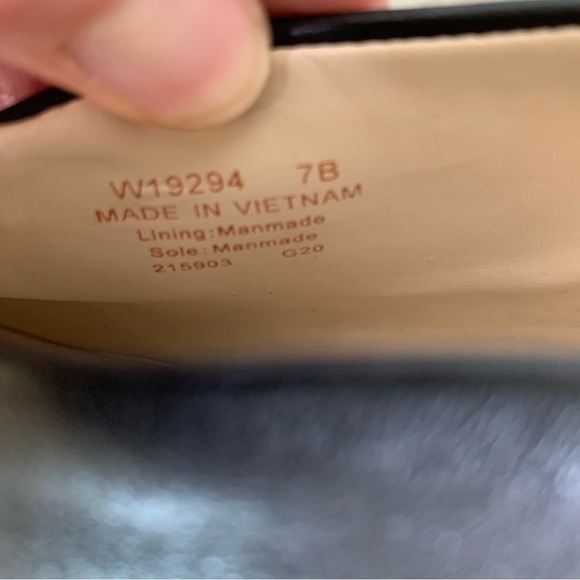 W19294 7B
MADE IN VIETNAM
Lining:Manmade
Sole:Manmade
215903 G20